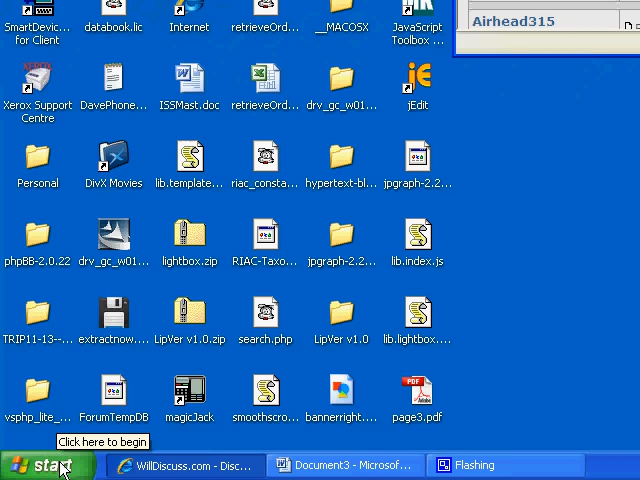 Airhead315
SmartDevic... databook.lic Internet retrieveOrd... __MACOSX JavaScript
for Client Toolbox ...
Xerox Support DavePhone... ISSMast.doc retrieveOrd... drv_gc_w01... jEdit
Centre
Personal DivX Movies lib.template... riac_consta... hypertext-bl... jpgraph-2.2...
phpBB-2.0.22 drv_gc_w01... lightbox.zip RIAC-Taxo... jpgraph-2.2... lib.index.js
TRIP11-13--... extractnow.... LipVer v1.0.zip search.php LipVer v1.0 lib.lightbox....
PDF
vsphp_lite_... ForumTempDB magicJack smoothscro... bannerright.... page3.pdf
Click here to begin
start WillDiscuss.com - Disc... Document3 - Microsof... Flashing